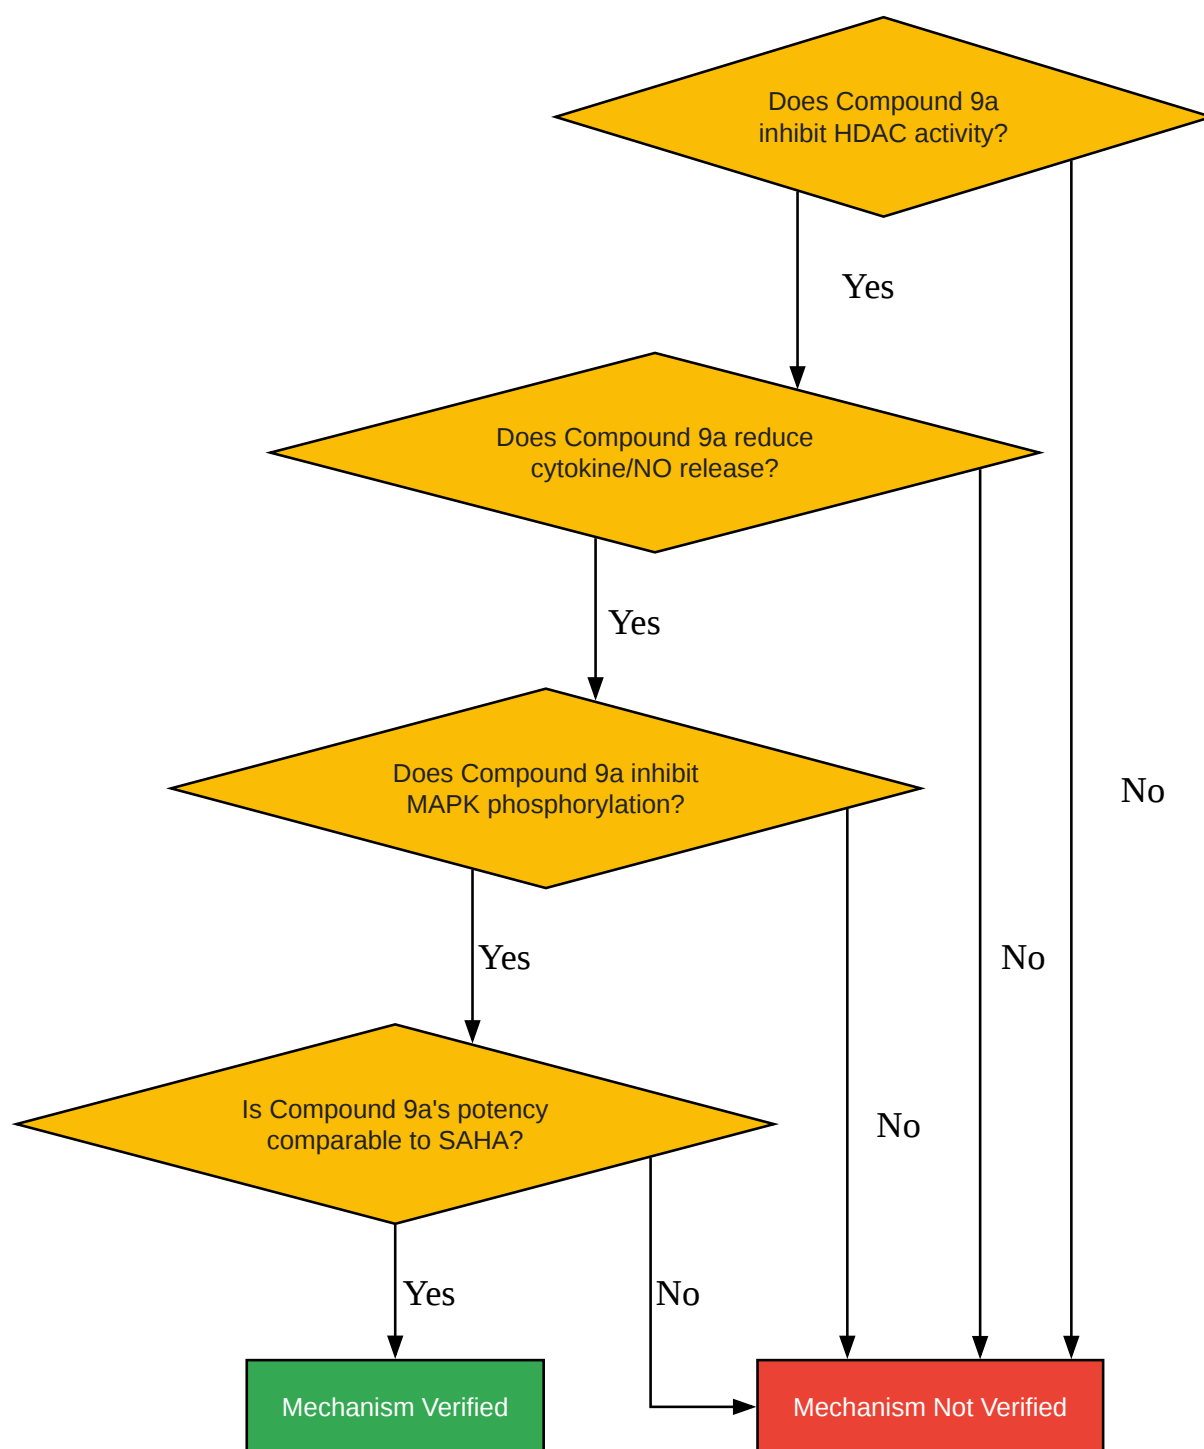 Does Compound 9a
inhibit HDAC activity?
Yes
Does Compound 9a reduce
cytokine/NO release?
Yes
Does Compound 9a inhibit
MAPK phosphorylation?
No
Yes
No
Is Compound 9a's potency
comparable to SAHA?
No
Yes
No
Mechanism Verified
Mechanism Not Verified